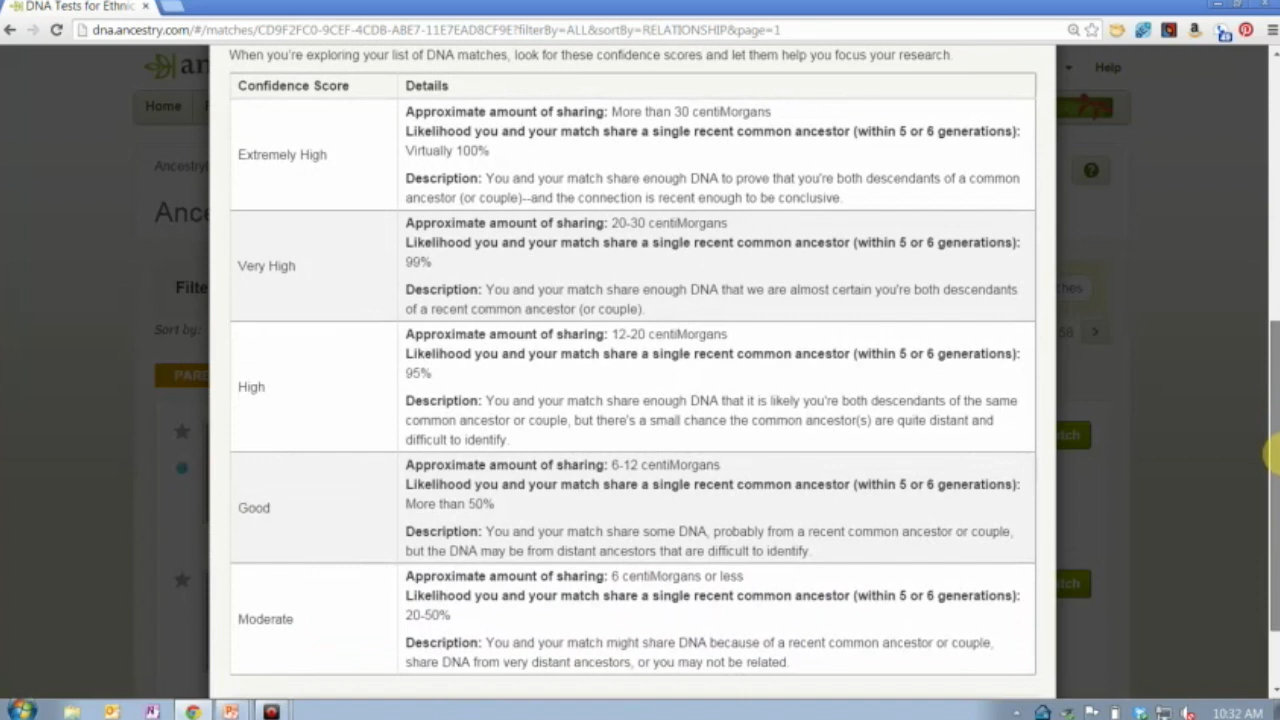 DNA Tests for Ethnic
dna.ancestry.com/#/matches/CD9F2FC0-9CEF-4CDB-ABE7-11E7EAD8CF9E?filterBy=ALL&sortBy=RELATIONSHIP&page=1
When you're exploring your list of DNA matches, look for these confidence scores and let them help you focus your research.
an
Help
Home
Confidence Score Details
Approximate amount of sharing: More than 30 centiMorgans
Likelihood you and your match share a single recent common ancestor (within 5 or 6 generations):
Extremely High
Virtually 100%
Description: You and your match share enough DNA to prove that you're both descendants of a common
ancestor (or couple)--and the connection is recent enough to be conclusive.
Ancestry
?
Anc
Approximate amount of sharing: 20-30 centiMorgans
Likelihood you and your match share a single recent common ancestor (within 5 or 6 generations):
Very High
99%
Description: You and your match share enough DNA that we are almost certain you're both descendants
of a recent common ancestor (or couple).
Filte
ches
Sort by:
Approximate amount of sharing: 12-20 centiMorgans
Likelihood you and your match share a single recent common ancestor (within 5 or 6 generations):
High
95%
Description: You and your match share enough DNA that it is likely you're both descendants of the same
common ancestor or couple, but there's a small chance the common ancestor(s) are quite distant and
difficult to identify.
PARE
tch
Approximate amount of sharing: 6-12 centiMorgans
Likelihood you and your match share a single recent common ancestor (within 5 or 6 generations):
Good
More than 50%
Description: You and your match share some DNA, probably from a recent common ancestor or couple,
but the DNA may be from distant ancestors that are difficult to identify.
Approximate amount of sharing: 6 centiMorgans or less
Likelihood you and your match share a single recent common ancestor (within 5 or 6 generations):
Moderate
20-50%
Description: You and your match might share DNA because of a recent common ancestor or couple,
share DNA from very distant ancestors, or you may not be related.
tch
10:32 AM